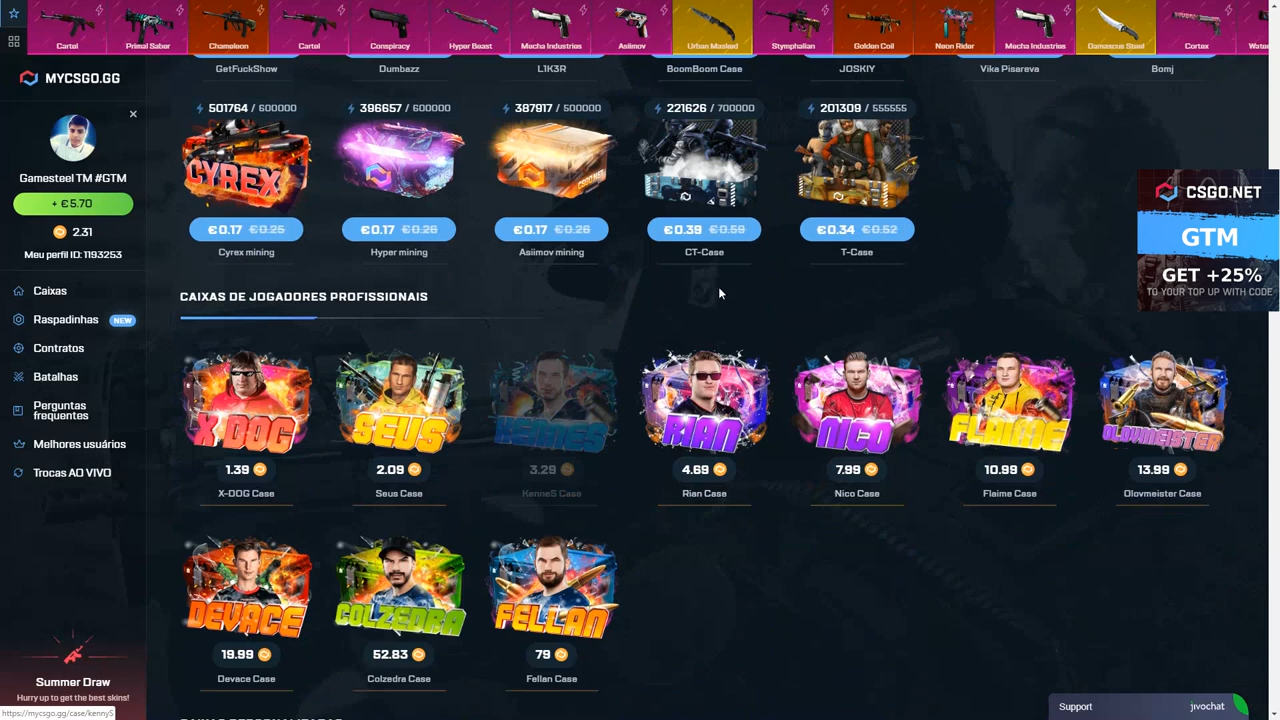 Cartel
Primal Saber
Chameleon
Cartel
Conspiracy
Hyper Beast
Mecha Industries
Asiimov
Urban Masked
Stymphalian
Golden Coil
Neon Rider
Mecha Industries
Damascus Steel
Cortex
Wate
MYCSGO.GG
Gamesteel TM #GTM
+ €5.70
2.31
Meu perfil ID: 1193253
Caixas
Raspadinhas NEW
Contratos
Batalhas
Perguntas
frequentes
Melhores usuários
Trocas AO VIVO
Summer Draw
Hurry up to get the best skins!
https://mycsgo.gg/case/kennyS
GetFuckShow
Dumbazz
L1K3R
BoomBoom Case
JOSKIY
Vika Pisareva
Bomj
501764 / 600000
396657 / 600000
387917 / 500000
221626 / 700000
201309 / 555555
CYREX
CSGO.NET
€0.17 €0.25
€0.17 €0.26
€0.17 €0.26
€0.39 €0.59
€0.34 €0.52
Cyrex mining
Hyper mining
Asiimov mining
CT-Case
T-Case
CSGO.NET
GTM
GET +25%
TO YOUR TOP UP WITH CODE
CAIXAS DE JOGADORES PROFISSIONAIS
X DOG
SEUS
KENNES
RIAN
NICO
FLAIME
OLOVMEISTER
1.39
2.09
3.29
4.69
7.99
10.99
13.99
X-DOG Case
Seus Case
KenneS Case
Rian Case
Nico Case
Flaime Case
Olovmeister Case
DEVACE
COLZEDRA
FELLAN
19.99
52.83
79
Devace Case
Colzedra Case
Fellan Case
Support
jivochat